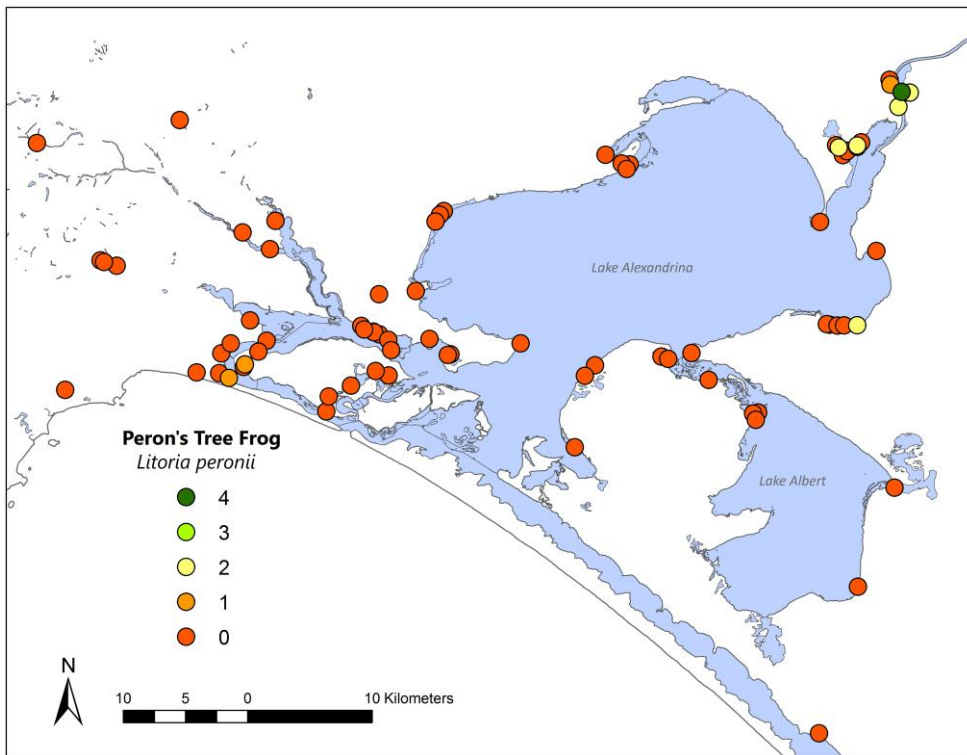 Lake Alexandrina
Lake Albert
Peron's Tree Frog
Litoria peronii
4
3
2
1
0
N
10 5 0 10 Kilometers